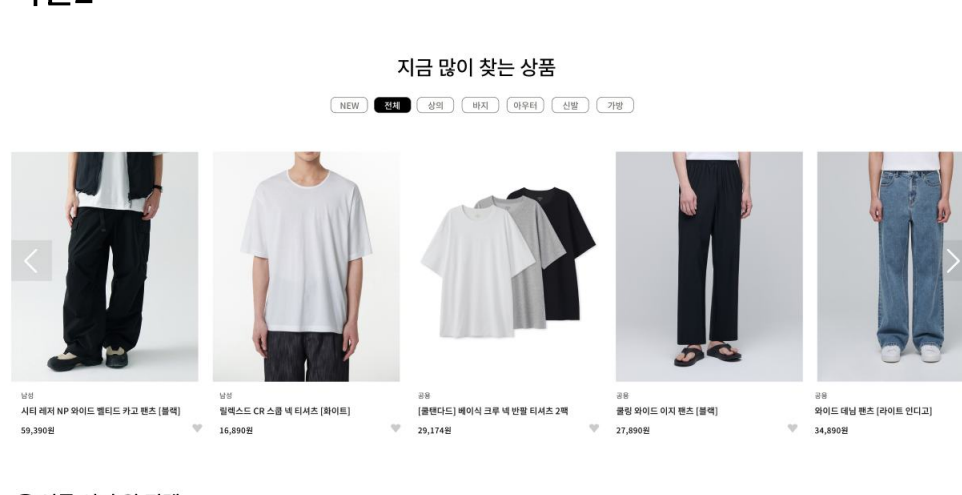 지금 많이 찾는 상품
NEW 전체 상의 바지 아우터 신발 가방
남성
시티 레저 NP 와이드 벨티드 카고 팬츠 [블랙]
59,390원
남성
릴렉스드 CR 스쿱 넥 티셔츠 [화이트]
16,890원
공용
[쿨탠다드] 베이식 크루 넥 반팔 티셔츠 2팩
29,174원
공용
쿨링 와이드 이지 팬츠 [블랙]
27,890원
공용
와이드 데님 팬츠 [라이트 인디고]
34,890원